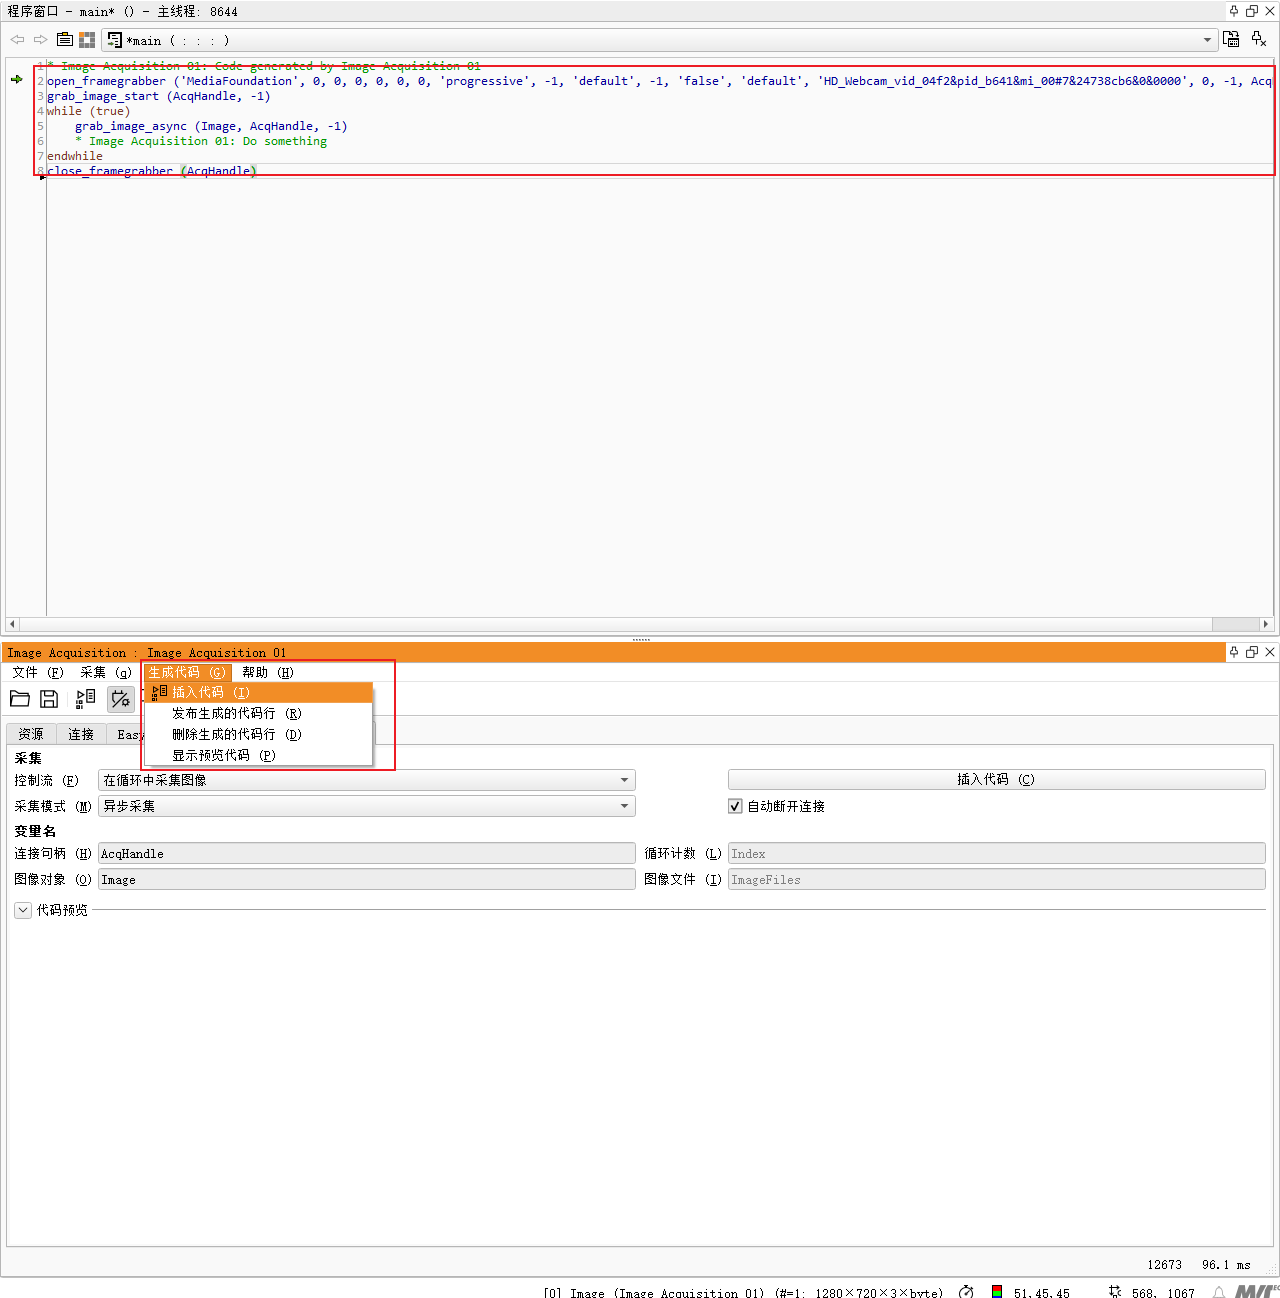 程序窗口 - main* () - 主线程: 8644
*main ( : : : )
1 * Image Acquisition 01: Code generated by Image Acquisition 01
2 open_framegrabber ('MediaFoundation', 0, 0, 0, 0, 0, 0, 'progressive', -1, 'default', -1, 'false', 'default', 'HD_Webcam_vid_04f2&pid_b641&mi_00#7&24738cb6&0&0000', 0, -1, Acq
3 grab_image_start (AcqHandle, -1)
4 while (true)
5 grab_image_async (Image, AcqHandle, -1)
6 * Image Acquisition 01: Do something
7 endwhile
8 close_framegrabber (AcqHandle)
Image Acquisition : Image Acquisition 01
文件 (F) 采集 (q) 生成代码 (G) 帮助 (H)
插入代码 (I)
发布生成的代码行 (R)
删除生成的代码行 (D)
显示预览代码 (P)
资源 连接 Easy
采集
控制流 (F) 在循环中采集图像 插入代码 (C)
采集模式 (M) 异步采集 自动断开连接
变量名
连接句柄 (H) AcqHandle 循环计数 (L) Index
图像对象 (O) Image 图像文件 (I) ImageFiles
代码预览
12673 96.1 ms
[0] Image (Image Acquisition 01) (#=1: 1280×720×3×byte) 51,45,45 568, 1067